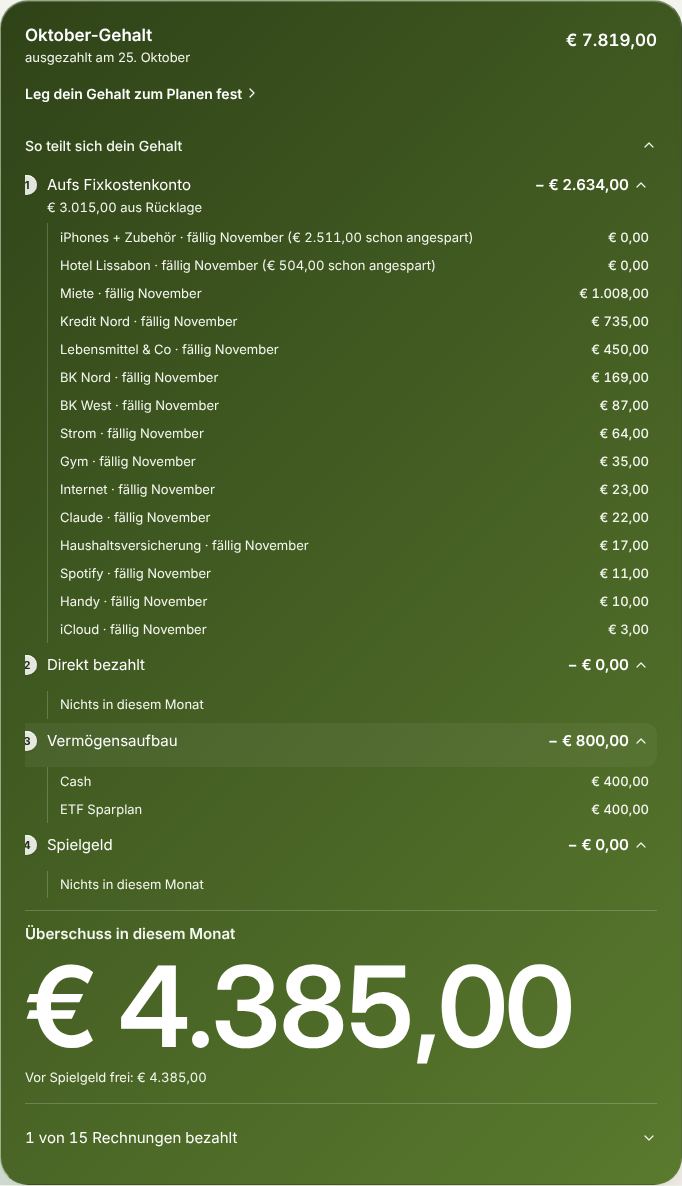 Oktober-Gehalt
€ 7.819,00
ausgezahlt am 25. Oktober
Leg dein Gehalt zum Planen fest
So teilt sich dein Gehalt
1 Aufs Fixkostenkonto – € 2.634,00
€ 3.015,00 aus Rücklage
iPhones + Zubehör · fällig November (€ 2.511,00 schon angespart) € 0,00
Hotel Lissabon · fällig November (€ 504,00 schon angespart) € 0,00
Miete · fällig November € 1.008,00
Kredit Nord · fällig November € 735,00
Lebensmittel & Co · fällig November € 450,00
BK Nord · fällig November € 169,00
BK West · fällig November € 87,00
Strom · fällig November € 64,00
Gym · fällig November € 35,00
Internet · fällig November € 23,00
Claude · fällig November € 22,00
Haushaltsversicherung · fällig November € 17,00
Spotify · fällig November € 11,00
Handy · fällig November € 10,00
iCloud · fällig November € 3,00
2 Direkt bezahlt – € 0,00
Nichts in diesem Monat
3 Vermögensaufbau – € 800,00
Cash € 400,00
ETF Sparplan € 400,00
4 Spielgeld – € 0,00
Nichts in diesem Monat
Überschuss in diesem Monat
€ 4.385,00
Vor Spielgeld frei: € 4.385,00
1 von 15 Rechnungen bezahlt